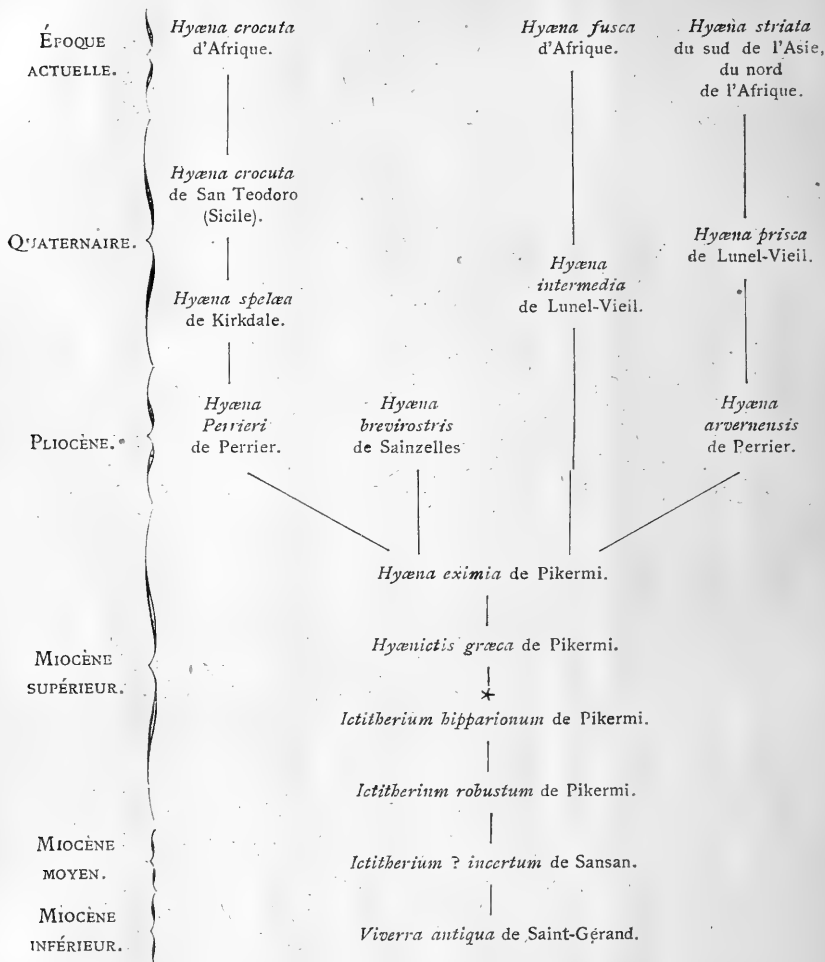 ÉPOQUE
ACTUELLE.
Hyæna crocuta
d'Afrique.
Hyæna fusca
d'Afrique.
Hyæna striata
du sud de l'Asie,
du nord
de l'Afrique.
QUATERNAIRE.
Hyæna crocuta
de San Teodoro
(Sicile).
Hyæna spelæa
de Kirkdale.
Hyæna
intermedia
de Lunel-Vieil.
Hyæna prisca
de Lunel-Vieil.
PLIOCÈNE.
Hyæna
Perrieri
de Perrier.
Hyæna
brevirostris
de Sainzelles
Hyæna
arvernensis
de Perrier.
MIOCÈNE
SUPÉRIEUR.
Hyæna eximia de Pikermi.
Hyænictis græca de Pikermi.
*
Ictitherium hipparionum de Pikermi.
Ictitherium robustum de Pikermi.
MIOCÈNE
MOYEN.
Ictitherium ? incertum de Sansan.
MIOCÈNE
INFÉRIEUR.
Viverra antiqua de Saint-Gérand.